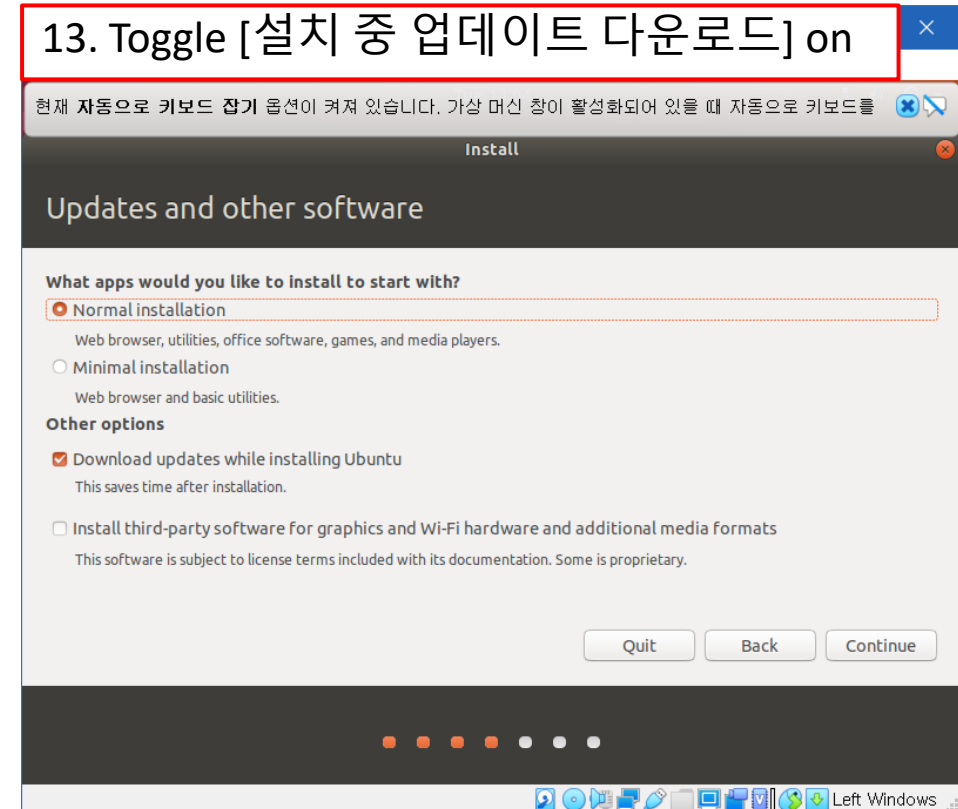 13. Toggle [설치 중 업데이트 다운로드] on
현재 자동으로 키보드 잡기 옵션이 켜져 있습니다. 가상 머신 창이 활성화되어 있을 때 자동으로 키보드를
Install
Updates and other software
What apps would you like to install to start with?
Normal installation
Web browser, utilities, office software, games, and media players.
Minimal installation
Web browser and basic utilities.
Other options
Download updates while installing Ubuntu
This saves time after installation.
Install third-party software for graphics and Wi-Fi hardware and additional media formats
This software is subject to license terms included with its documentation. Some is proprietary.
Quit Back Continue
Left Windows